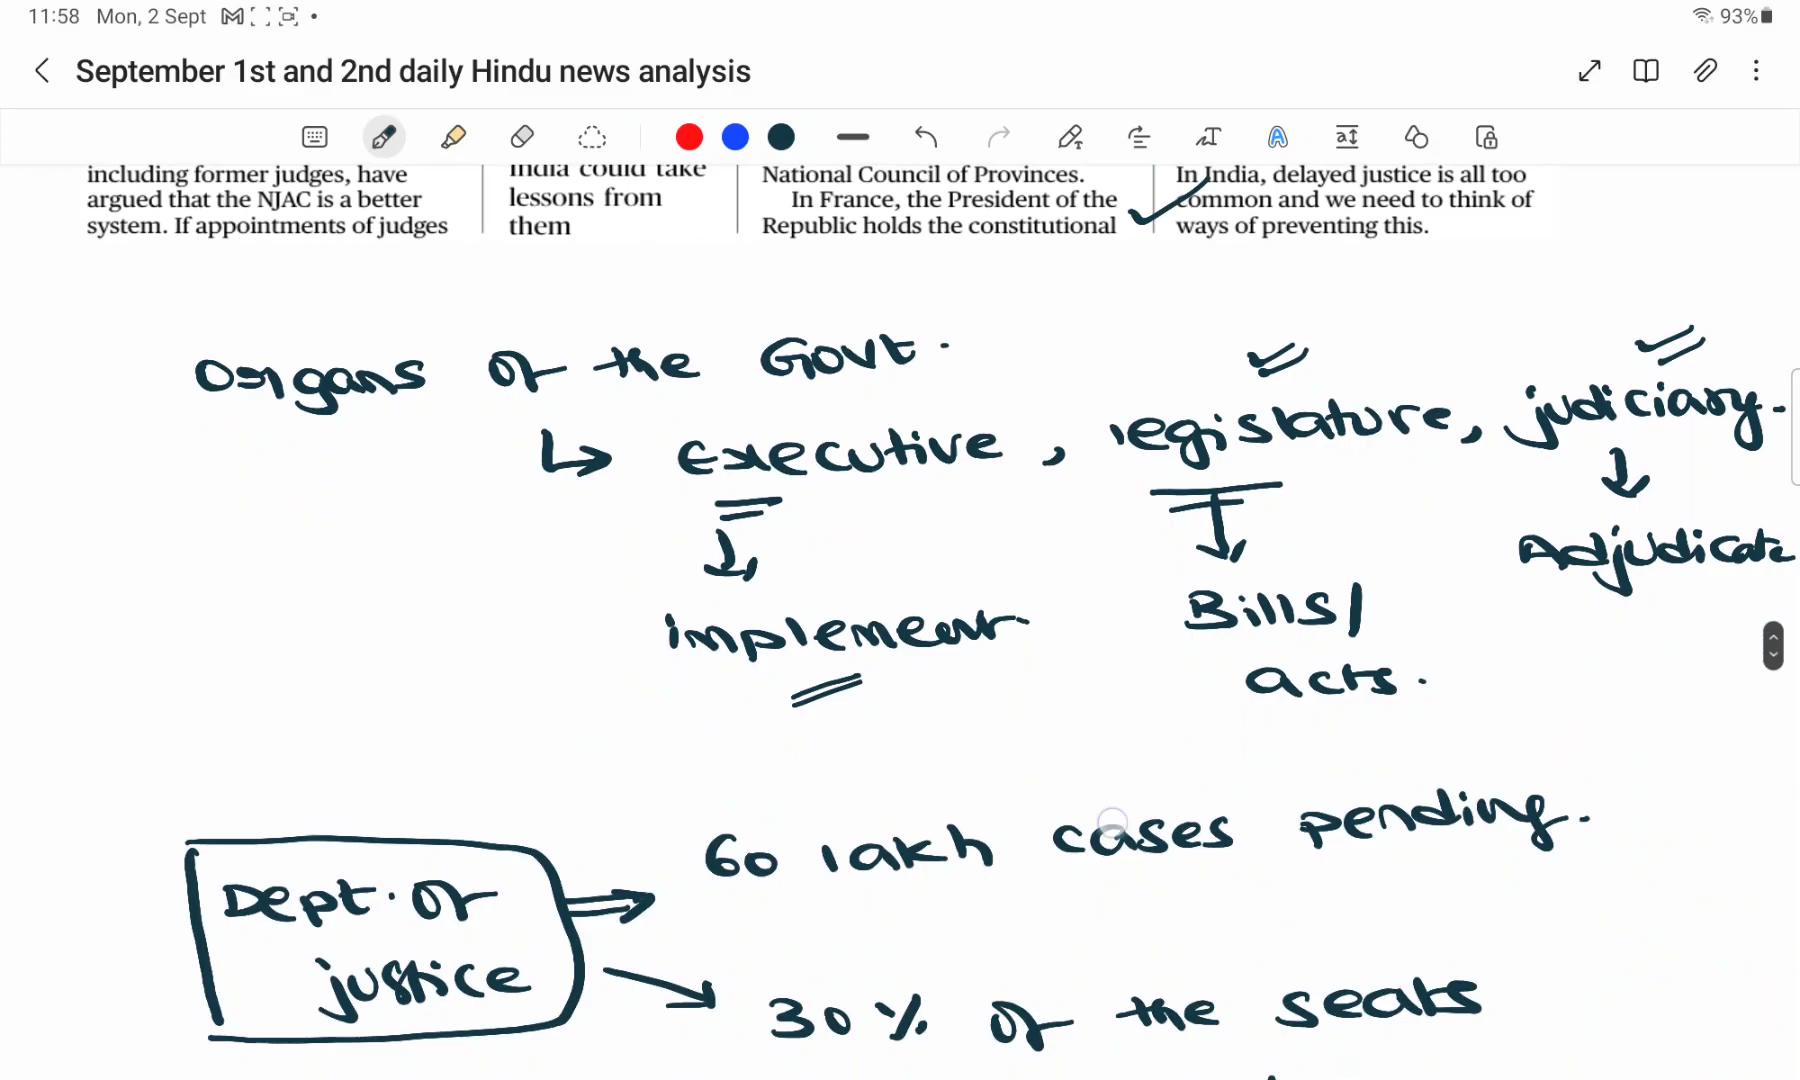 11:58 Mon, 2 Sept
93%
September 1st and 2nd daily Hindu news analysis
including former judges, have
argued that the NJAC is a better
system. If appointments of judges
India could take
lessons from
them
National Council of Provinces.
In France, the President of the
Republic holds the constitutional
In India, delayed justice is all too
common and we need to think of
ways of preventing this.
Organs of the Govt.
↳ Executive, legislature, judiciary.
implement
Bills/
acts.
Adjudicate
Dept. of
justice
60 lakh cases pending.
30% of the seats